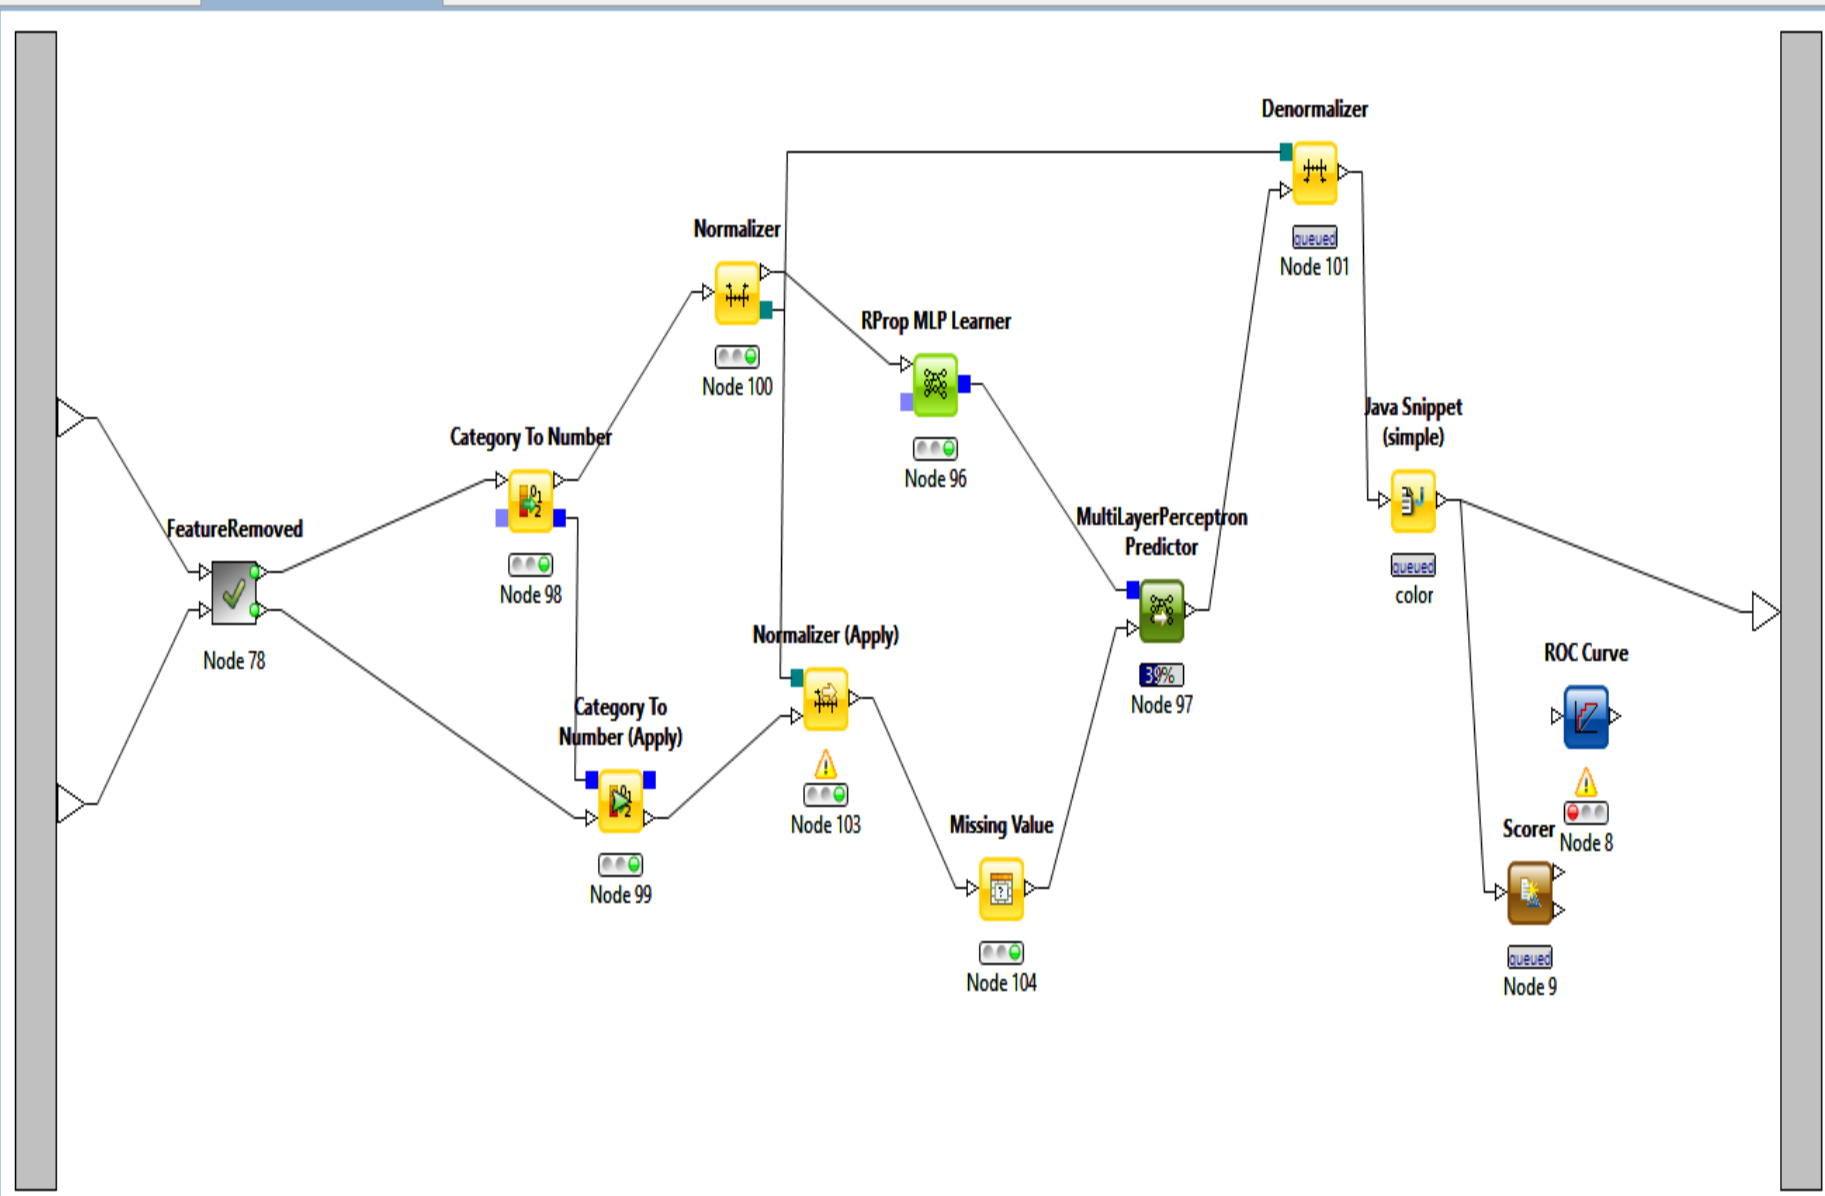 Denormalizer
queued
Node 101
Normalizer
Node 100
RProp MLP Learner
Node 96
Java Snippet
(simple)
queued
color
Category To Number
Node 98
MultiLayerPerceptron
Predictor
39%
Node 97
FeatureRemoved
Node 78
Normalizer (Apply)
Node 103
ROC Curve
Node 8
Category To
Number (Apply)
Node 99
Missing Value
Node 104
Scorer
queued
Node 9